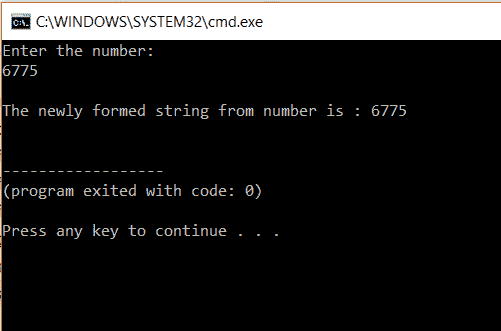 C:\WINDOWS\SYSTEM32\cmd.exe
Enter the number:
6775
The newly formed string from number is : 6775
------------------
(program exited with code: 0)
Press any key to continue . . .